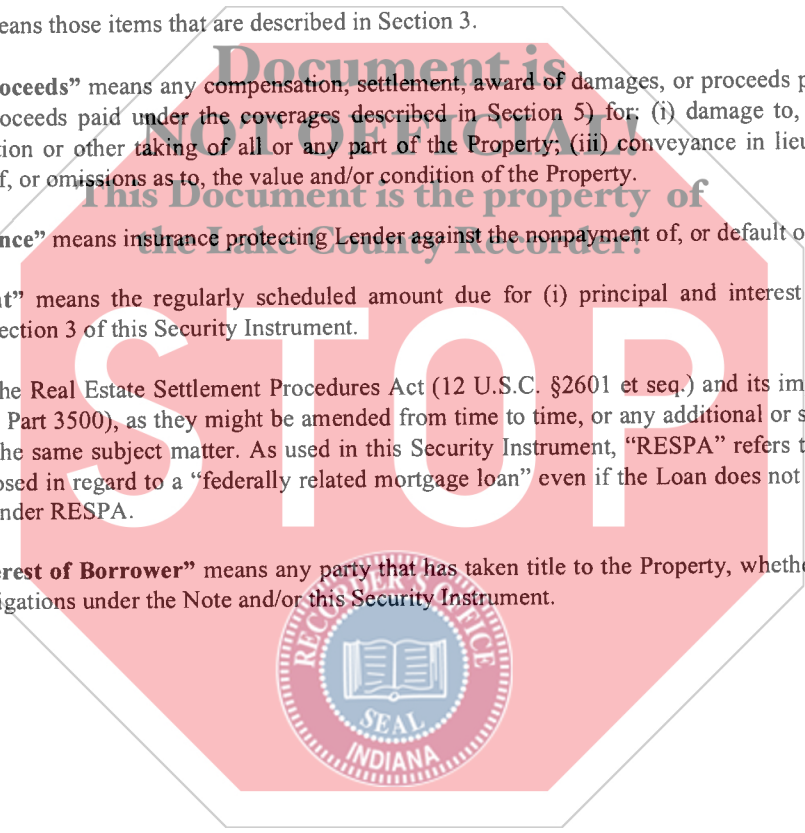 eans those items that are described in Section 3.
Document is
oceeds” means any compensation, settlement, award of damages, or proceeds p
oceeds paid under the coverages described in Section 5) for; (i) damage to,
NOT OFFICIAL!
tion or other taking of all or any part of the Property; (iii) conveyance in lieu
f, or omissions as to, the value and/or condition of the Property.
This Document is the property of
the Lake County Recorder!
nce” means insurance protecting Lender against the nonpayment of, or default o
nt” means the regularly scheduled amount due for (i) principal and interest
ection 3 of this Security Instrument.
STOP
he Real Estate Settlement Procedures Act (12 U.S.C. §2601 et seq.) and its im
Part 3500), as they might be amended from time to time, or any additional or s
he same subject matter. As used in this Security Instrument, “RESPA” refers t
osed in regard to a “federally related mortgage loan” even if the Loan does not
nder RESPA.
erest of Borrower” means any party that has taken title to the Property, whethe
igations under the Note and/or this Security Instrument.
RECORDER'S OFFICE
SEAL
INDIANA